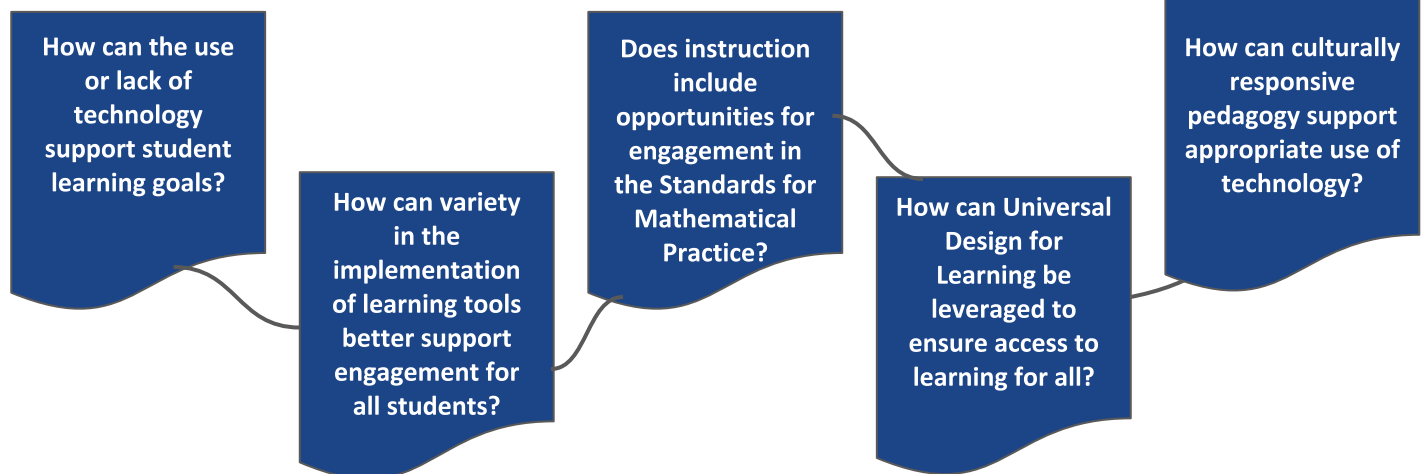 How can the use
or lack of
technology
support student
learning goals?
How can variety
in the
implementation
of learning tools
better support
engagement for
all students?
Does instruction
include
opportunities for
engagement in
the Standards for
Mathematical
Practice?
How can Universal
Design for
Learning be
leveraged to
ensure access to
learning for all?
How can culturally
responsive
pedagogy support
appropriate use of
technology?